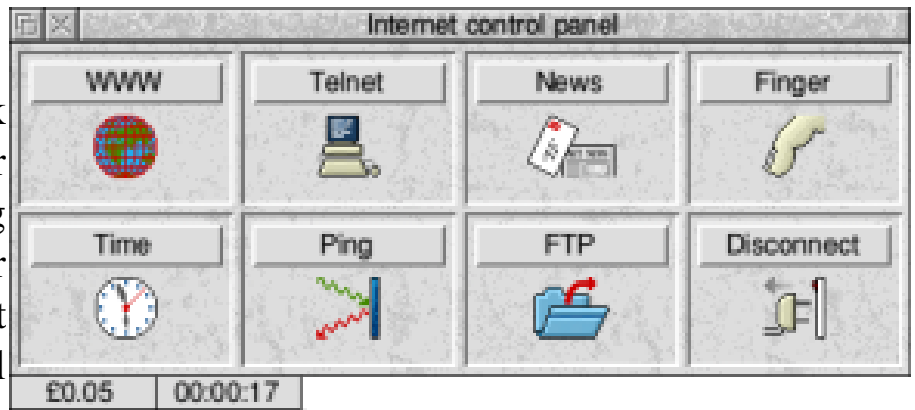 Internet control panel
WWW Telnet News Finger
Time Ping FTP Disconnect
£0.05 00:00:17